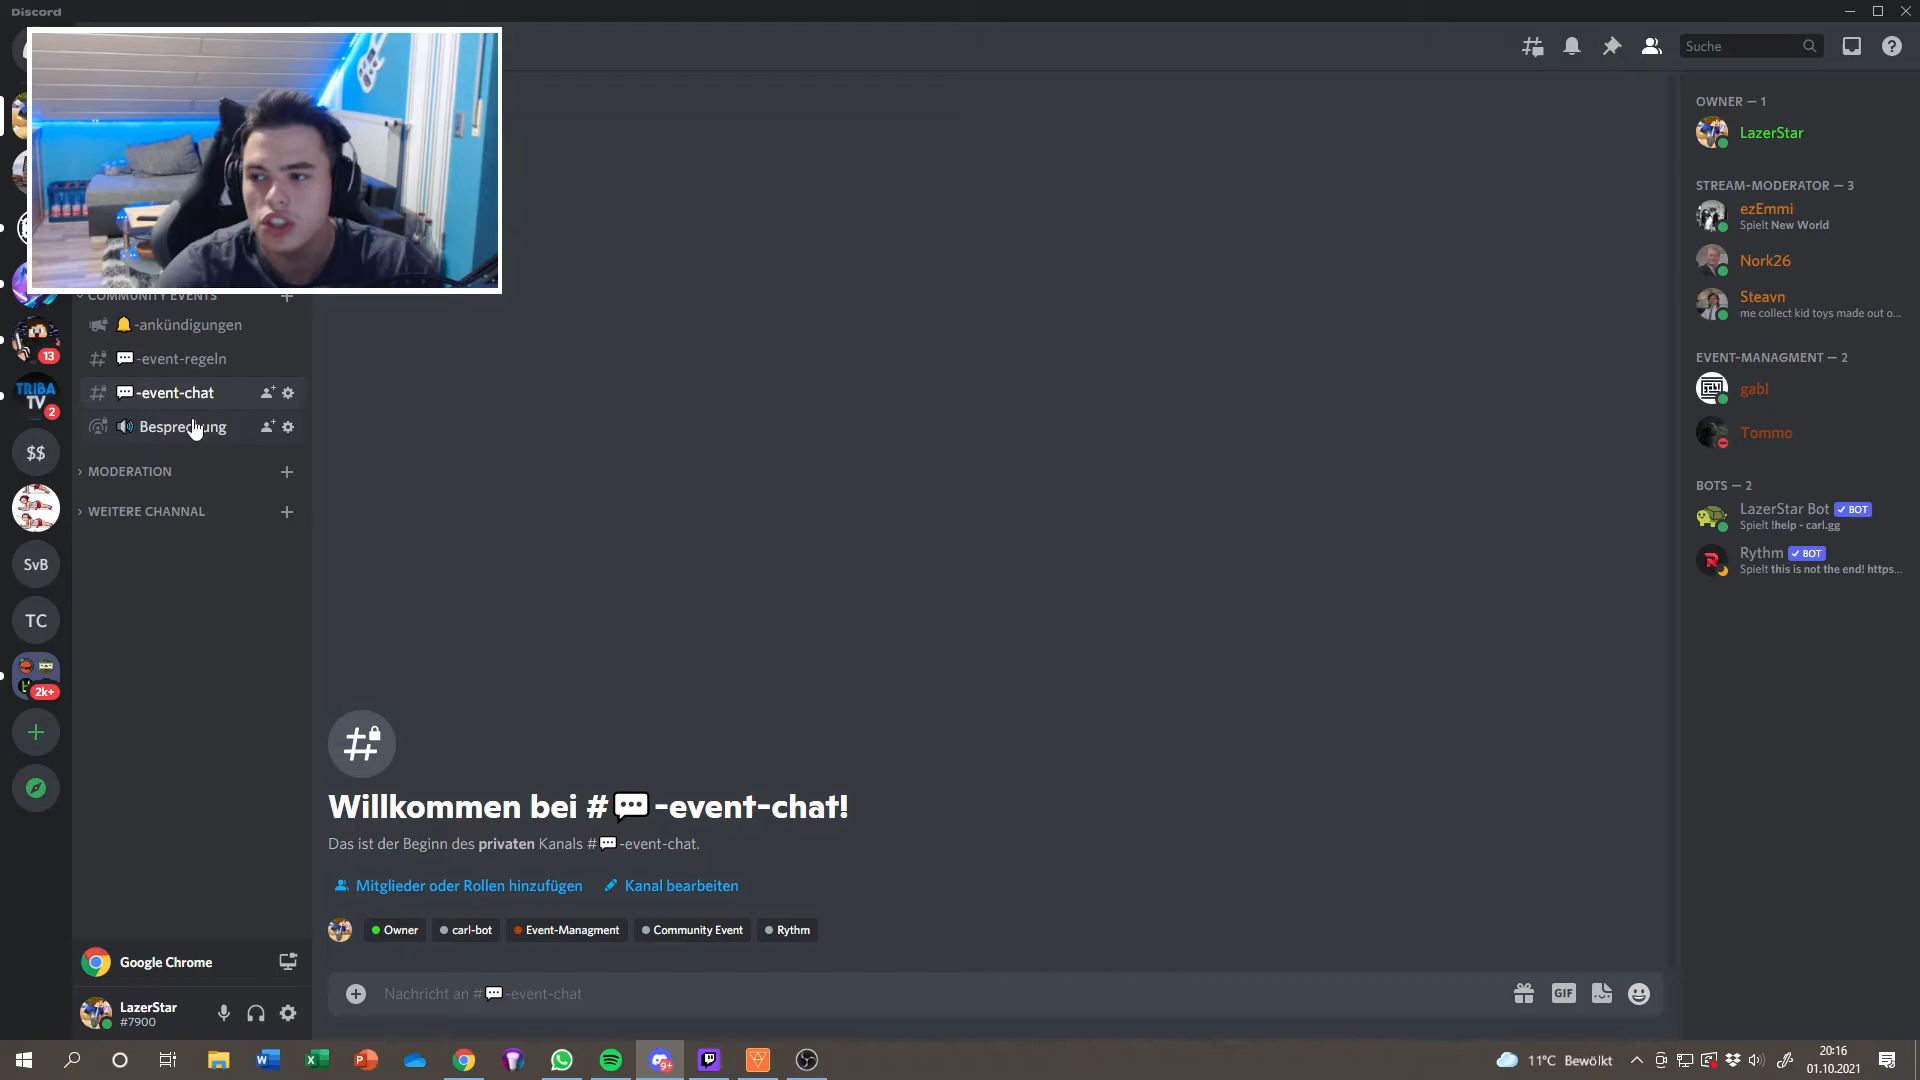 Discord
Suche
COMMUNITY EVENTS
🔔-ankündigungen
💬-event-regeln
💬-event-chat
🔊 Besprechung
MODERATION
WEITERE CHANNAL
13
TRIBA
TV
2
$$
SvB
TC
2k+
Willkommen bei #💬-event-chat!
Das ist der Beginn des privaten Kanals #💬-event-chat.
Mitglieder oder Rollen hinzufügen
Kanal bearbeiten
Owner
carl-bot
Event-Managment
Community Event
Rythm
Google Chrome
LazerStar
#7900
Nachricht an #💬-event-chat
GIF
OWNER — 1
LazerStar
STREAM-MODERATOR — 3
ezEmmi
Spielt New World
Nork26
Steavn
me collect kid toys made out o...
EVENT-MANAGMENT — 2
gabl
Tommo
BOTS — 2
LazerStar Bot ✓ BOT
Spielt !help - carl.gg
Rythm ✓ BOT
Spielt this is not the end! https...
9+
11°C Bewölkt
20:16
01.10.2021